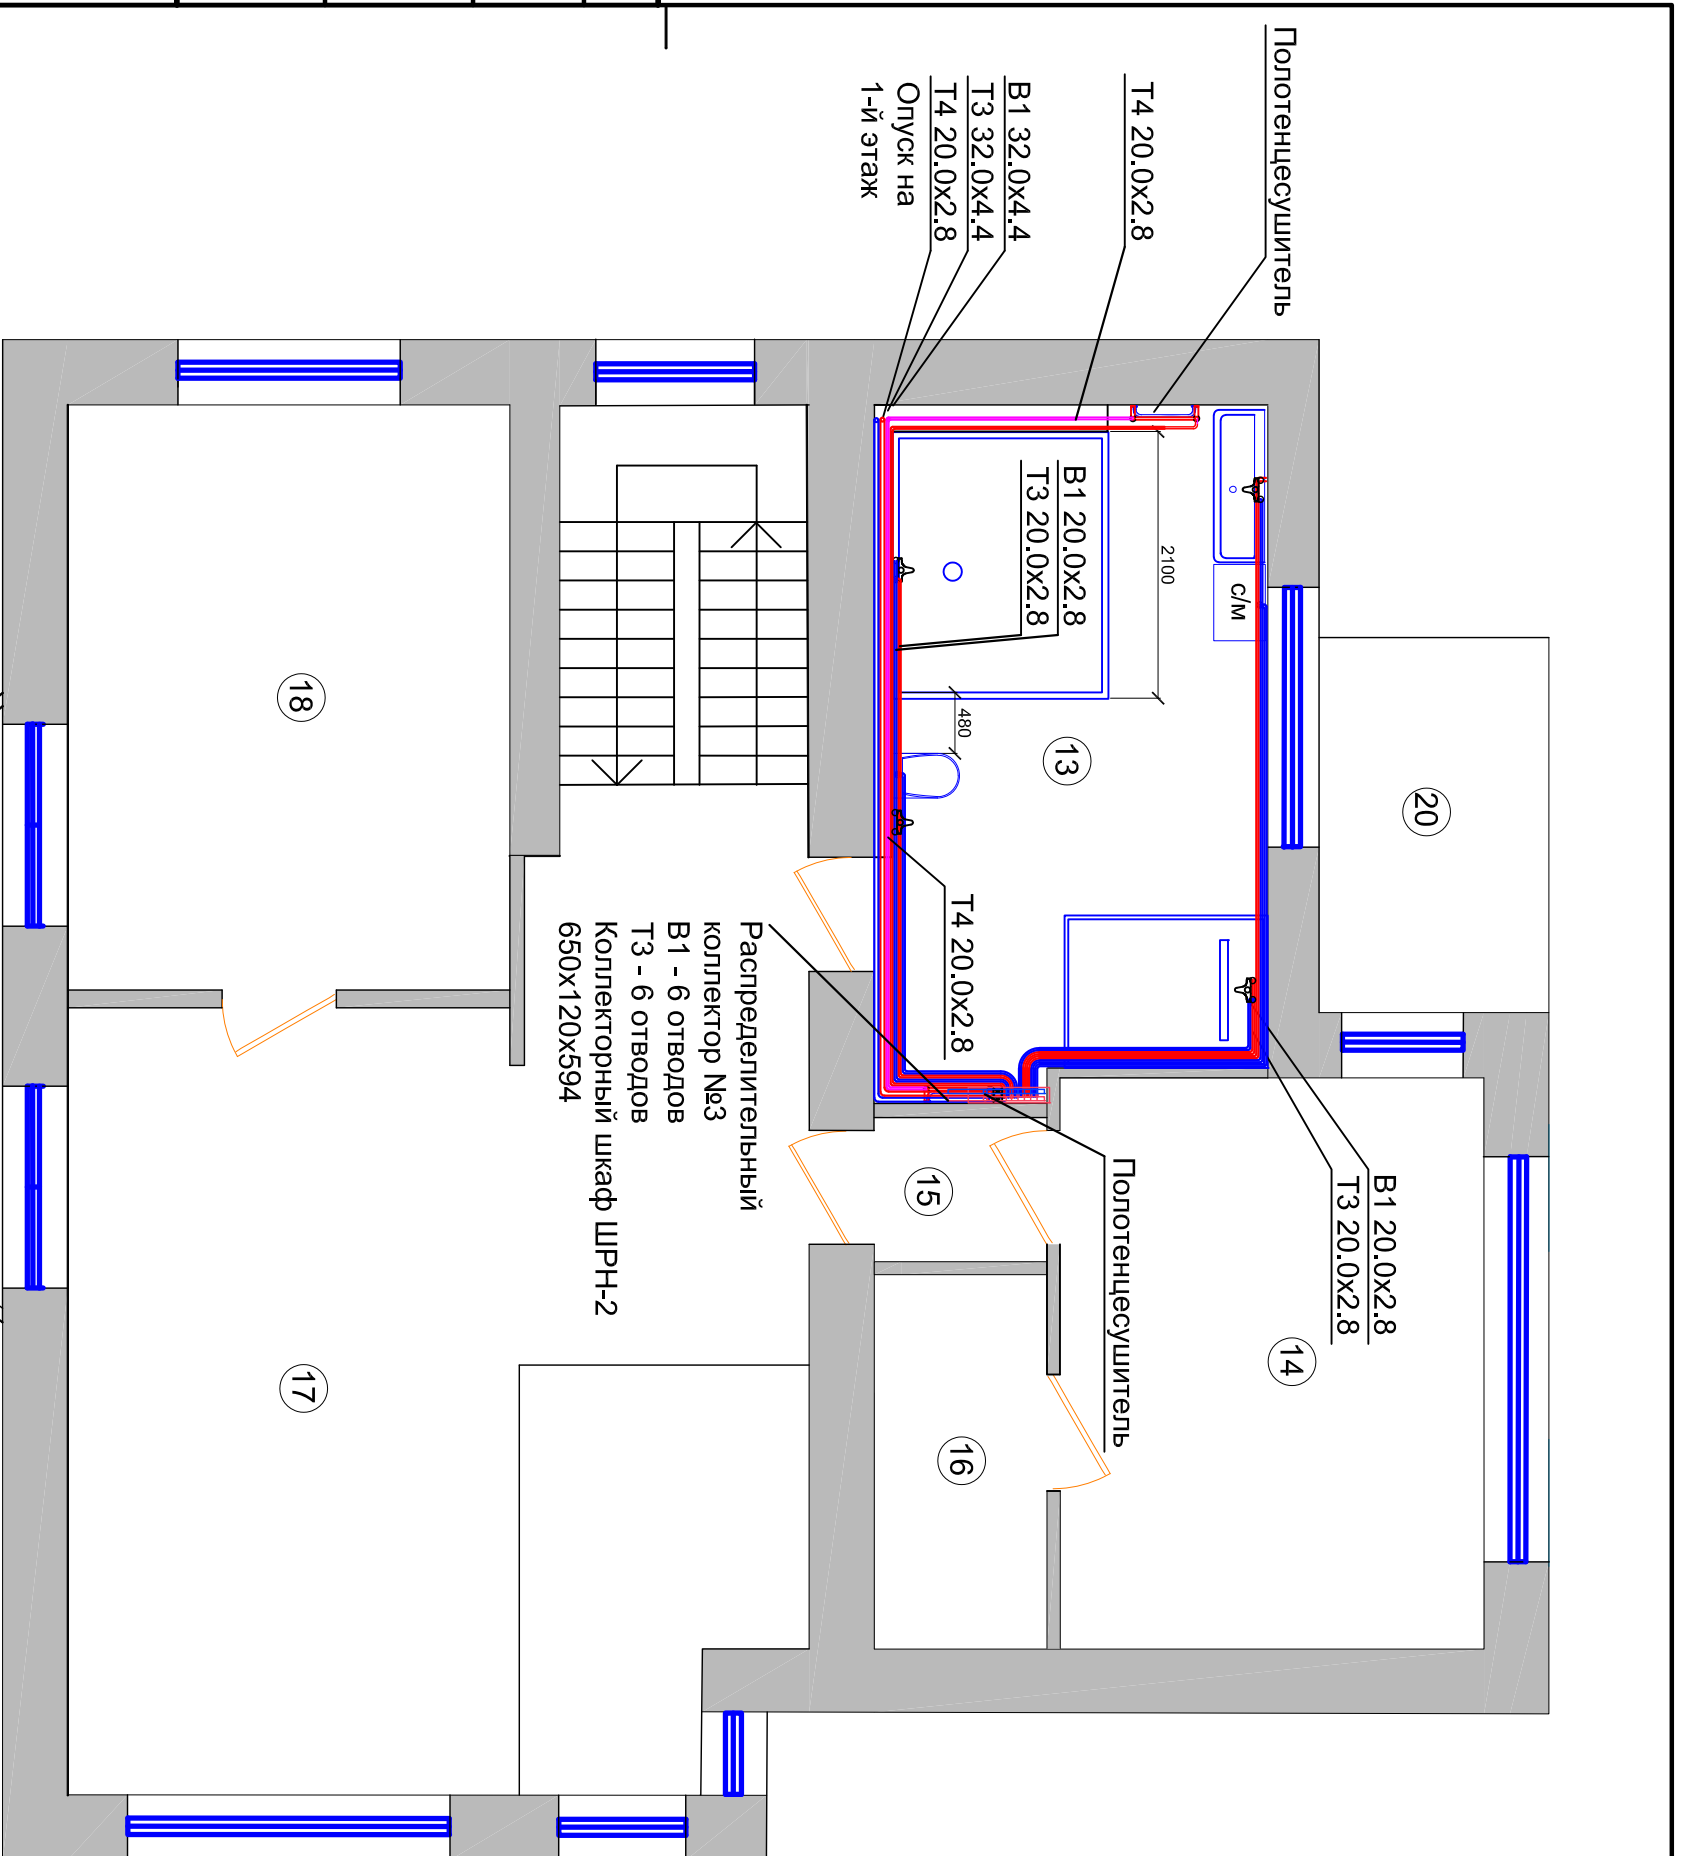 Полотенцесушитель
Т4 20.0х2.8
В1 32.0х4.4
Т3 32.0х4.4
Т4 20.0х2.8
Опуск на
1-й этаж
с/м
2100
В1 20.0х2.8
Т3 20.0х2.8
480
20
13
18
Т4 20.0х2.8
Распределительный
коллектор №3
В1 - 6 отводов
Т3 - 6 отводов
Коллекторный шкаф ШРН-2
650х120х594
В1 20.0х2.8
Т3 20.0х2.8
Полотенцесушитель
15
14
17
16